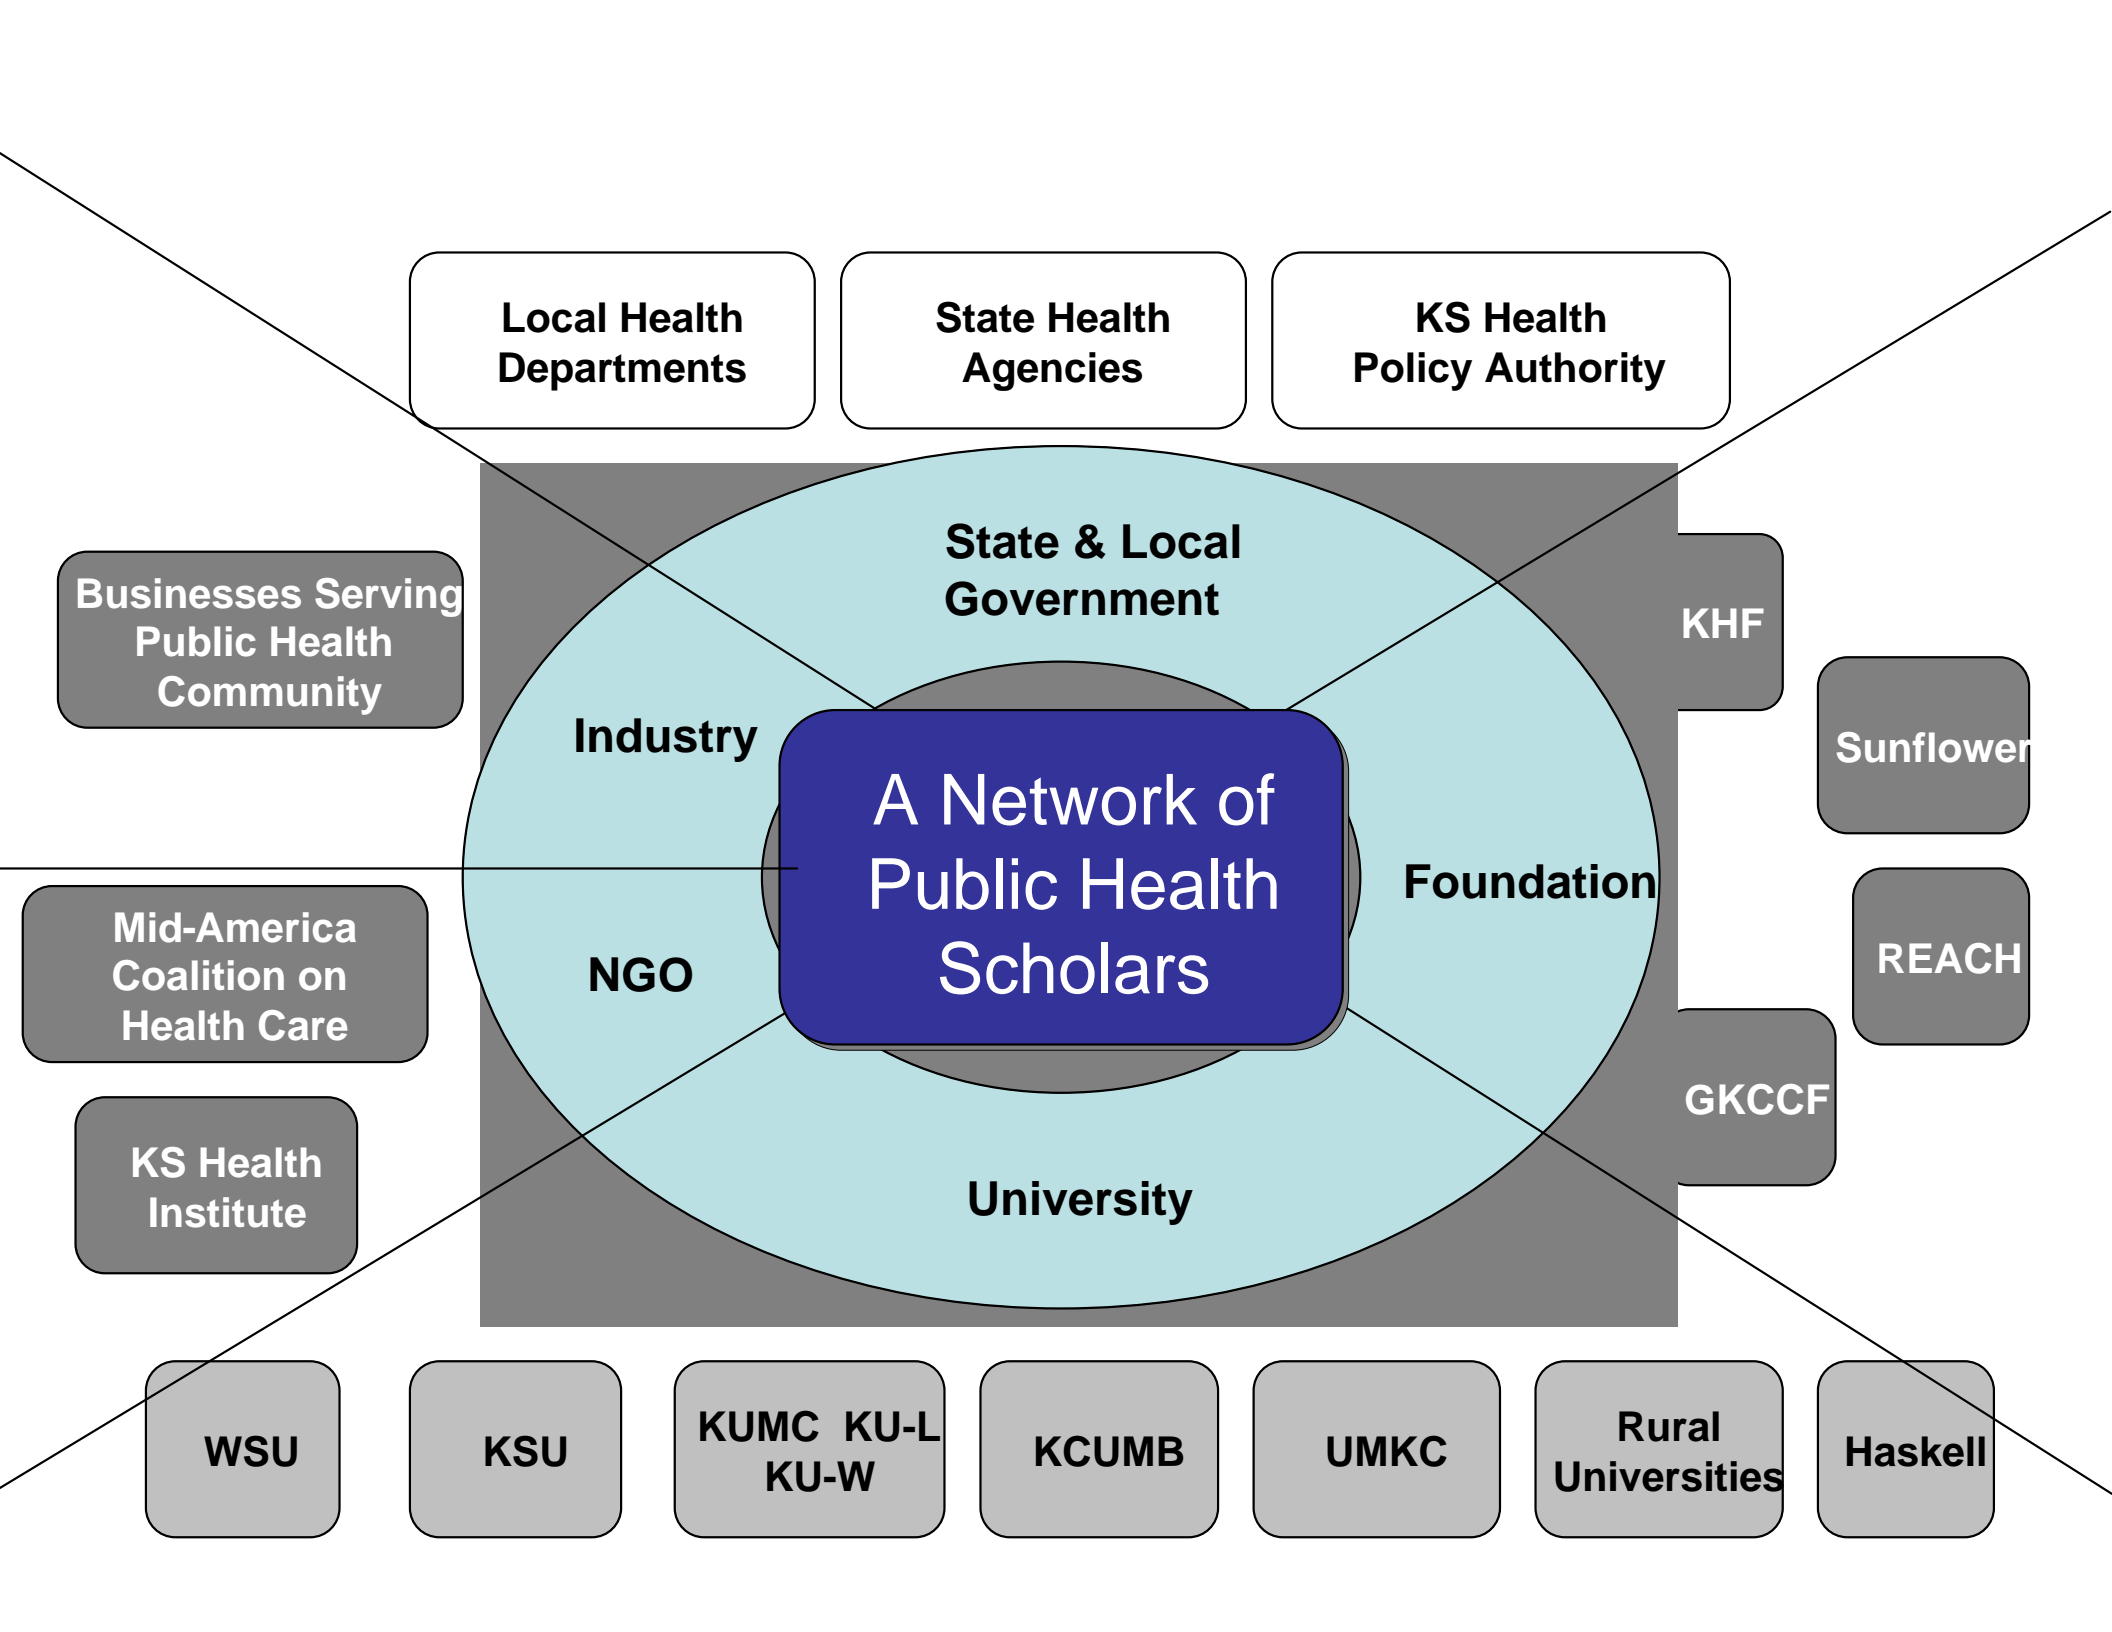 Local Health
Departments
State Health
Agencies
KS Health
Policy Authority
State & Local
Government
Businesses Serving
Public Health
Community
Industry
KHF
Sunflower
A Network of
Public Health
Scholars
Foundation
Mid-America
Coalition on
Health Care
NGO
REACH
GKCCF
KS Health
Institute
University
WSU
KSU
KUMC  KU-L
KU-W
KCUMB
UMKC
Rural
Universities
Haskell